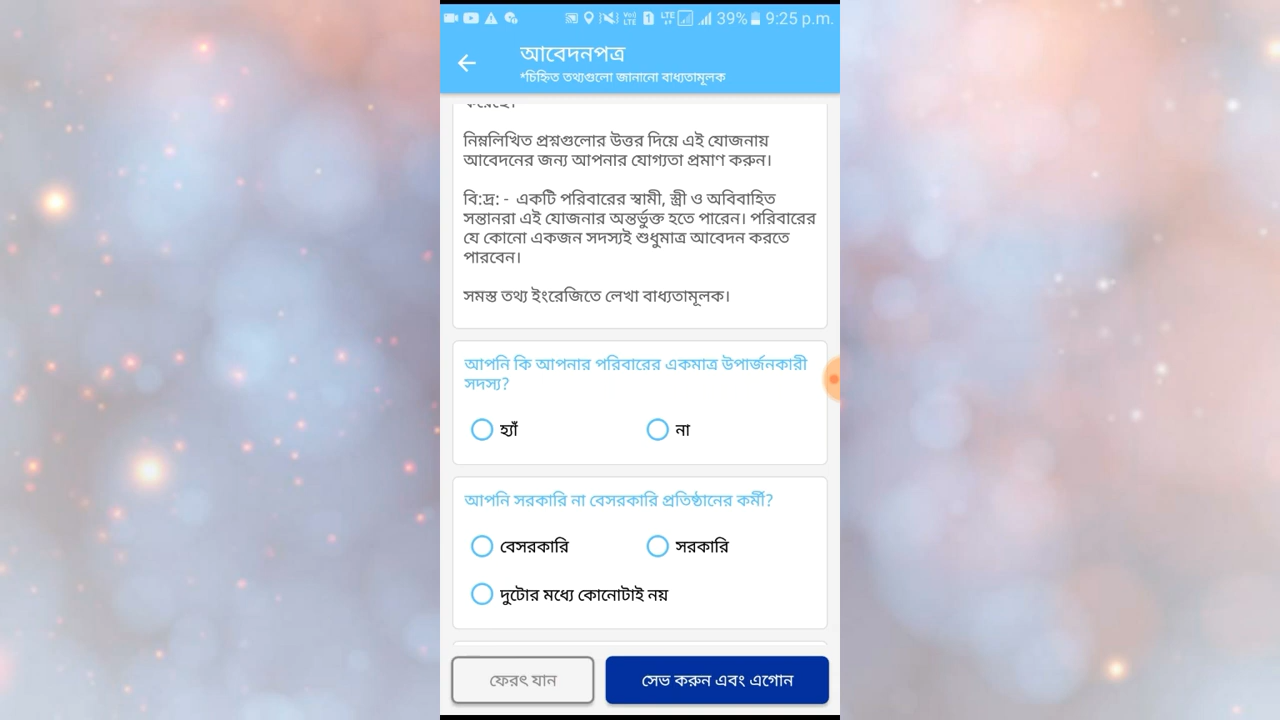 39% 9:25 p.m.
আবেদনপত্র
*চিহ্নিত তথ্যগুলো জানানো বাধ্যতামূলক
নিম্নলিখিত প্রশ্নগুলোর উত্তর দিয়ে এই যোজনায়
আবেদনের জন্য আপনার যোগ্যতা প্রমাণ করুন।
বি:দ্র: - একটি পরিবারের স্বামী, স্ত্রী ও অবিবাহিত
সন্তানরা এই যোজনার অন্তর্ভুক্ত হতে পারেন। পরিবারের
যে কোনো একজন সদস্যই শুধুমাত্র আবেদন করতে
পারবেন।
সমস্ত তথ্য ইংরেজিতে লেখা বাধ্যতামূলক।
আপনি কি আপনার পরিবারের একমাত্র উপার্জনকারী
সদস্য?
হ্যাঁ না
আপনি সরকারি না বেসরকারি প্রতিষ্ঠানের কর্মী?
বেসরকারি সরকারি
দুটোর মধ্যে কোনোটাই নয়
ফেরৎ যান সেভ করুন এবং এগোন